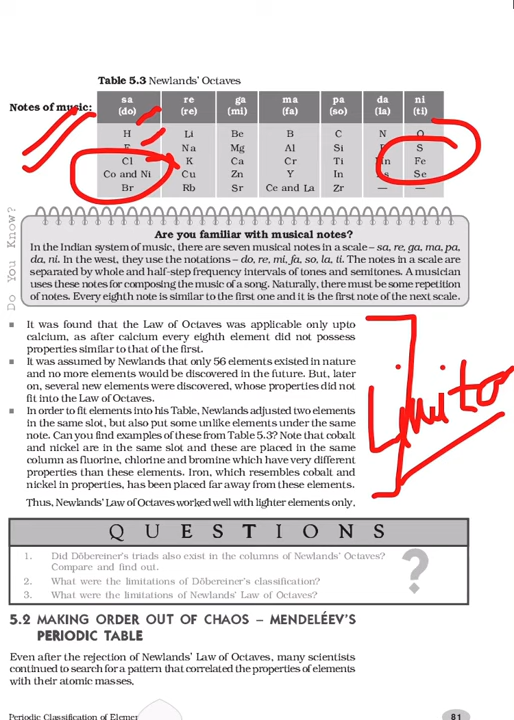 Table 5.3 Newlands' Octaves
Notes of music:
sa re ga ma pa da ni
(do) (re) (mi) (fa) (so) (la) (ti)
H Li Be B C N O
F Na Mg Al Si P S
Cl K Ca Cr Ti Mn Fe
Co and Ni Cu Zn Y In As Se
Br Rb Sr Ce and La Zr — —
Do You Know?
Are you familiar with musical notes?
In the Indian system of music, there are seven musical notes in a scale – sa, re, ga, ma, pa,
da, ni. In the west, they use the notations – do, re, mi, fa, so, la, ti. The notes in a scale are
separated by whole and half-step frequency intervals of tones and semitones. A musician
uses these notes for composing the music of a song. Naturally, there must be some repetition
of notes. Every eighth note is similar to the first one and it is the first note of the next scale.
It was found that the Law of Octaves was applicable only upto
calcium, as after calcium every eighth element did not possess
properties similar to that of the first.
It was assumed by Newlands that only 56 elements existed in nature
and no more elements would be discovered in the future. But, later
on, several new elements were discovered, whose properties did not
fit into the Law of Octaves.
In order to fit elements into his Table, Newlands adjusted two elements
in the same slot, but also put some unlike elements under the same
note. Can you find examples of these from Table 5.3? Note that cobalt
and nickel are in the same slot and these are placed in the same
column as fluorine, chlorine and bromine which have very different
properties than these elements. Iron, which resembles cobalt and
nickel in properties, has been placed far away from these elements.
Thus, Newlands' Law of Octaves worked well with lighter elements only.
QUESTIONS
1. Did Döbereiner's triads also exist in the columns of Newlands' Octaves?
Compare and find out.
2. What were the limitations of Döbereiner's classification?
3. What were the limitations of Newlands' Law of Octaves?
?
5.2 MAKING ORDER OUT OF CHAOS – MENDELÉEV'S
PERIODIC TABLE
Even after the rejection of Newlands' Law of Octaves, many scientists
continued to search for a pattern that correlated the properties of elements
with their atomic masses.
Periodic Classification of Elemen
81